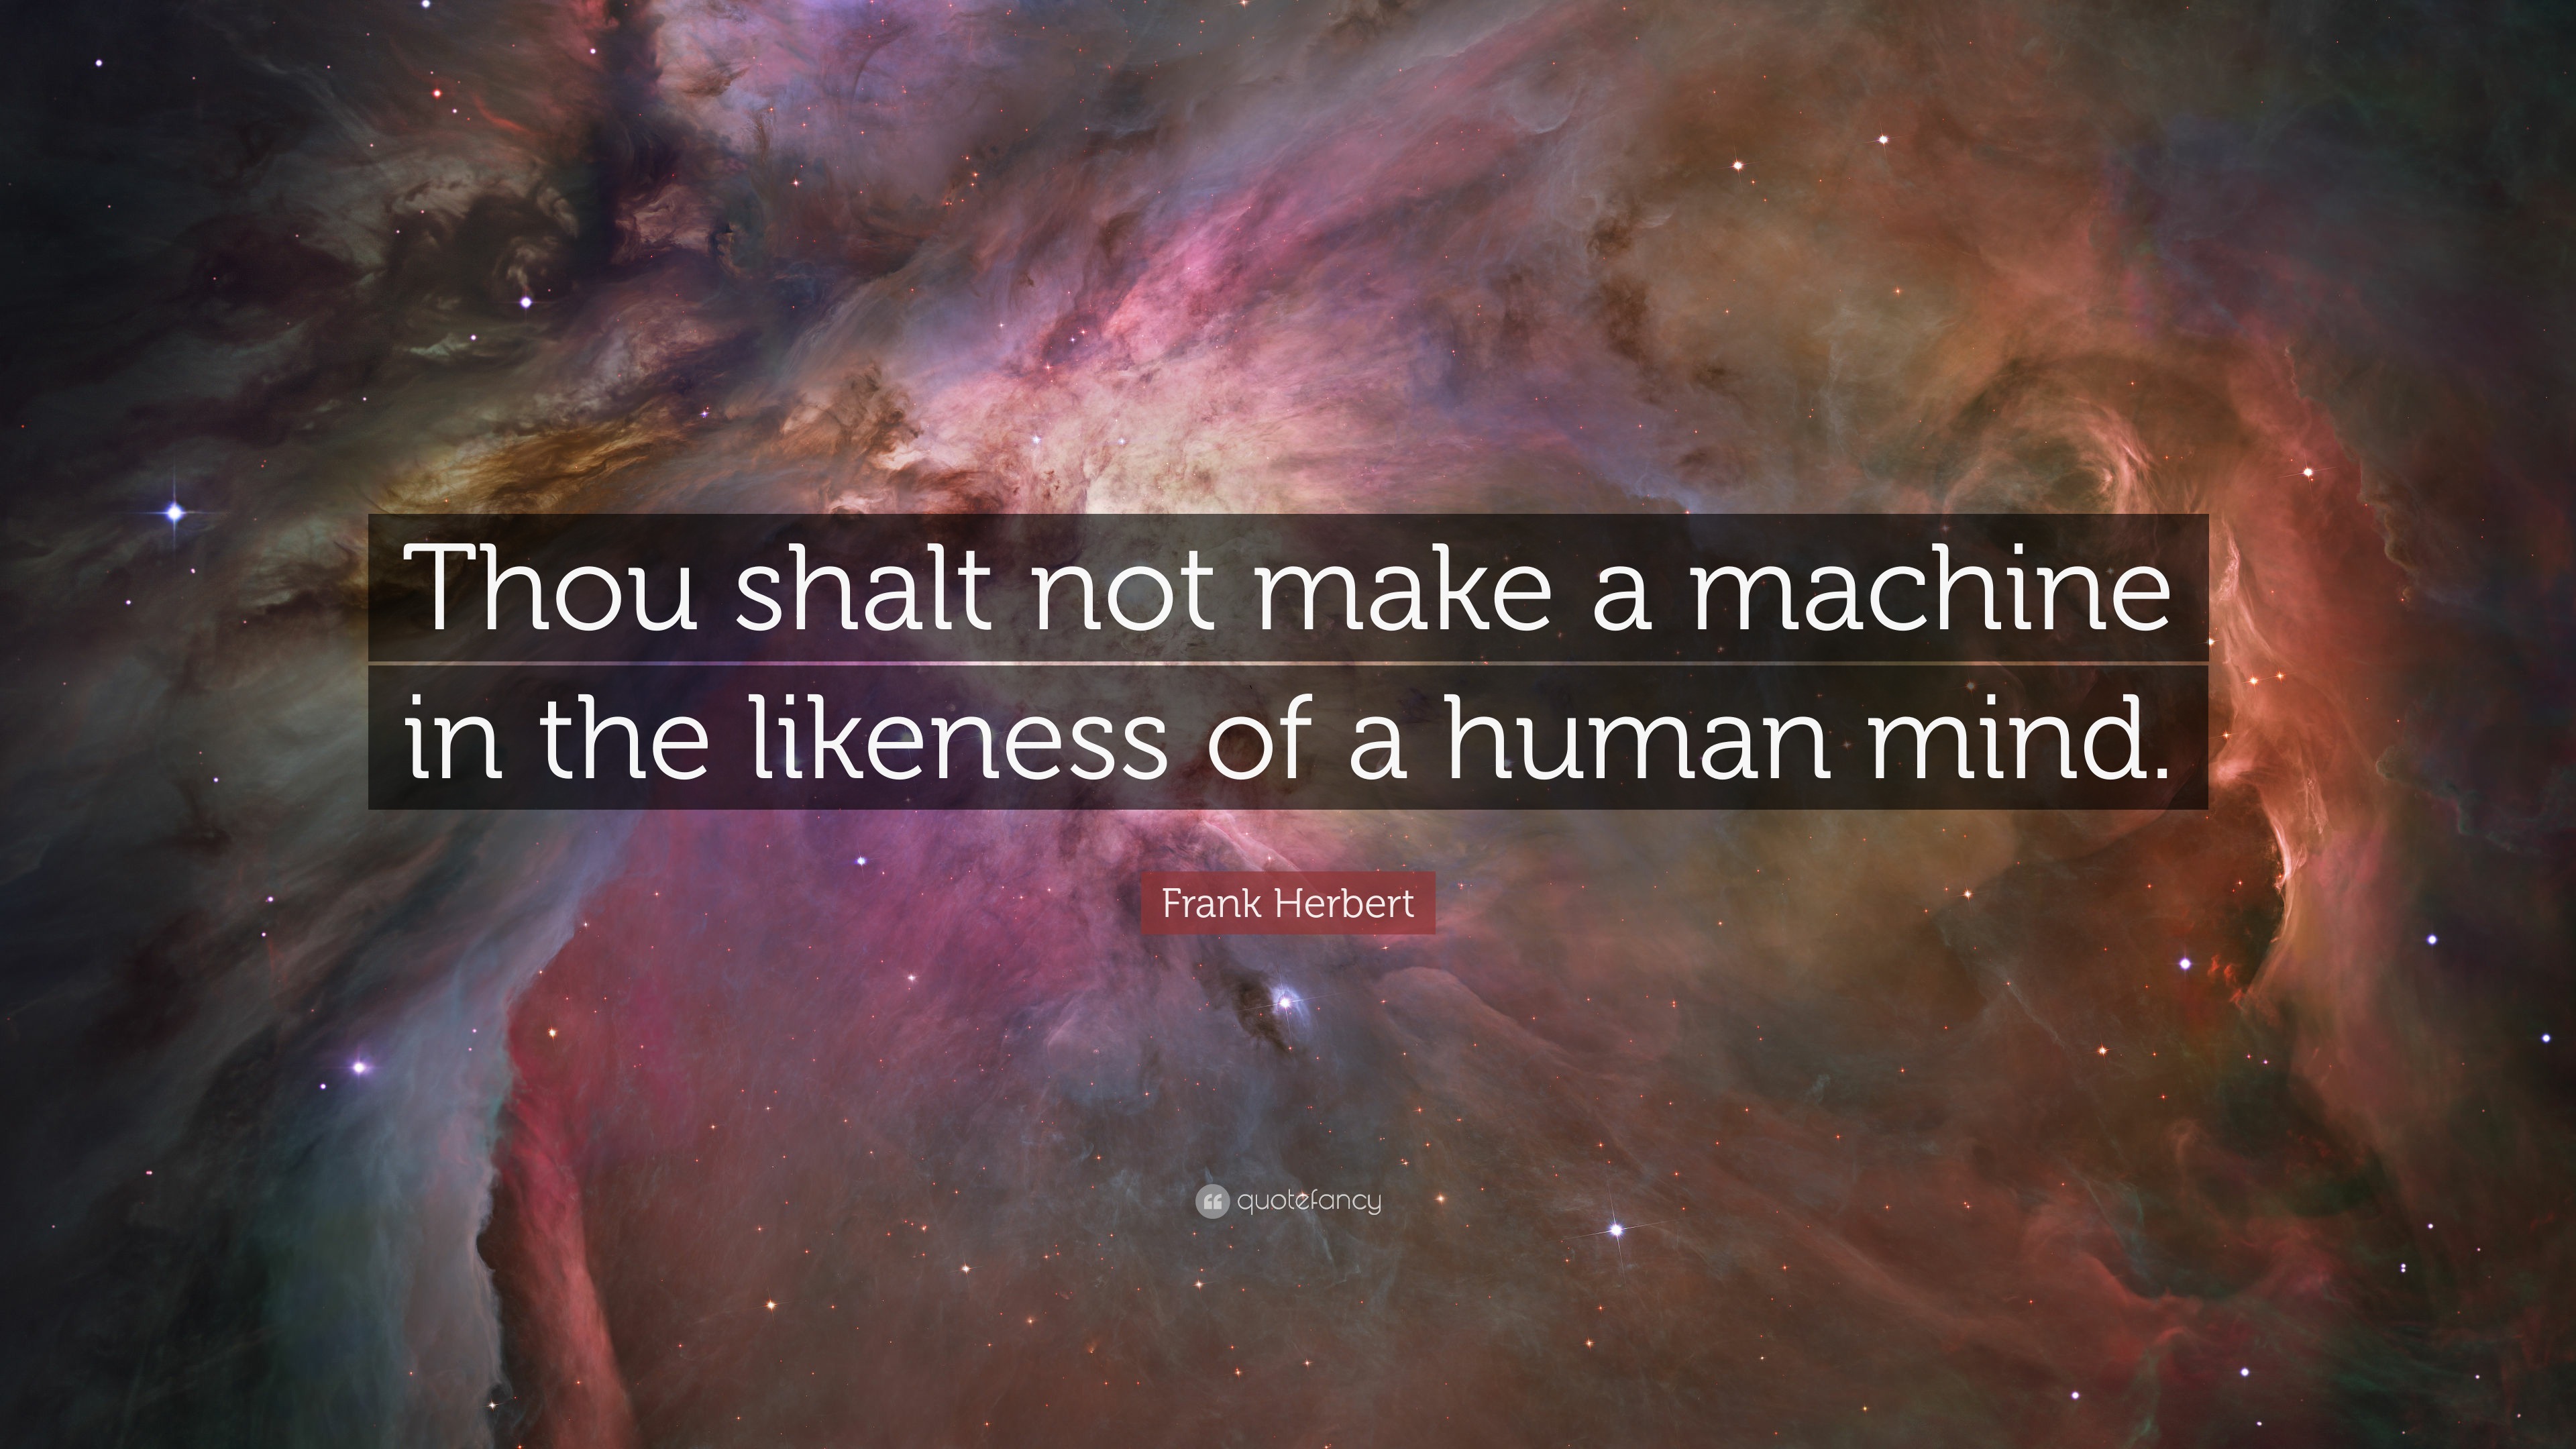 Thou shalt not make a machine
in the likeness of a human mind.
Frank Herbert
quotefancy